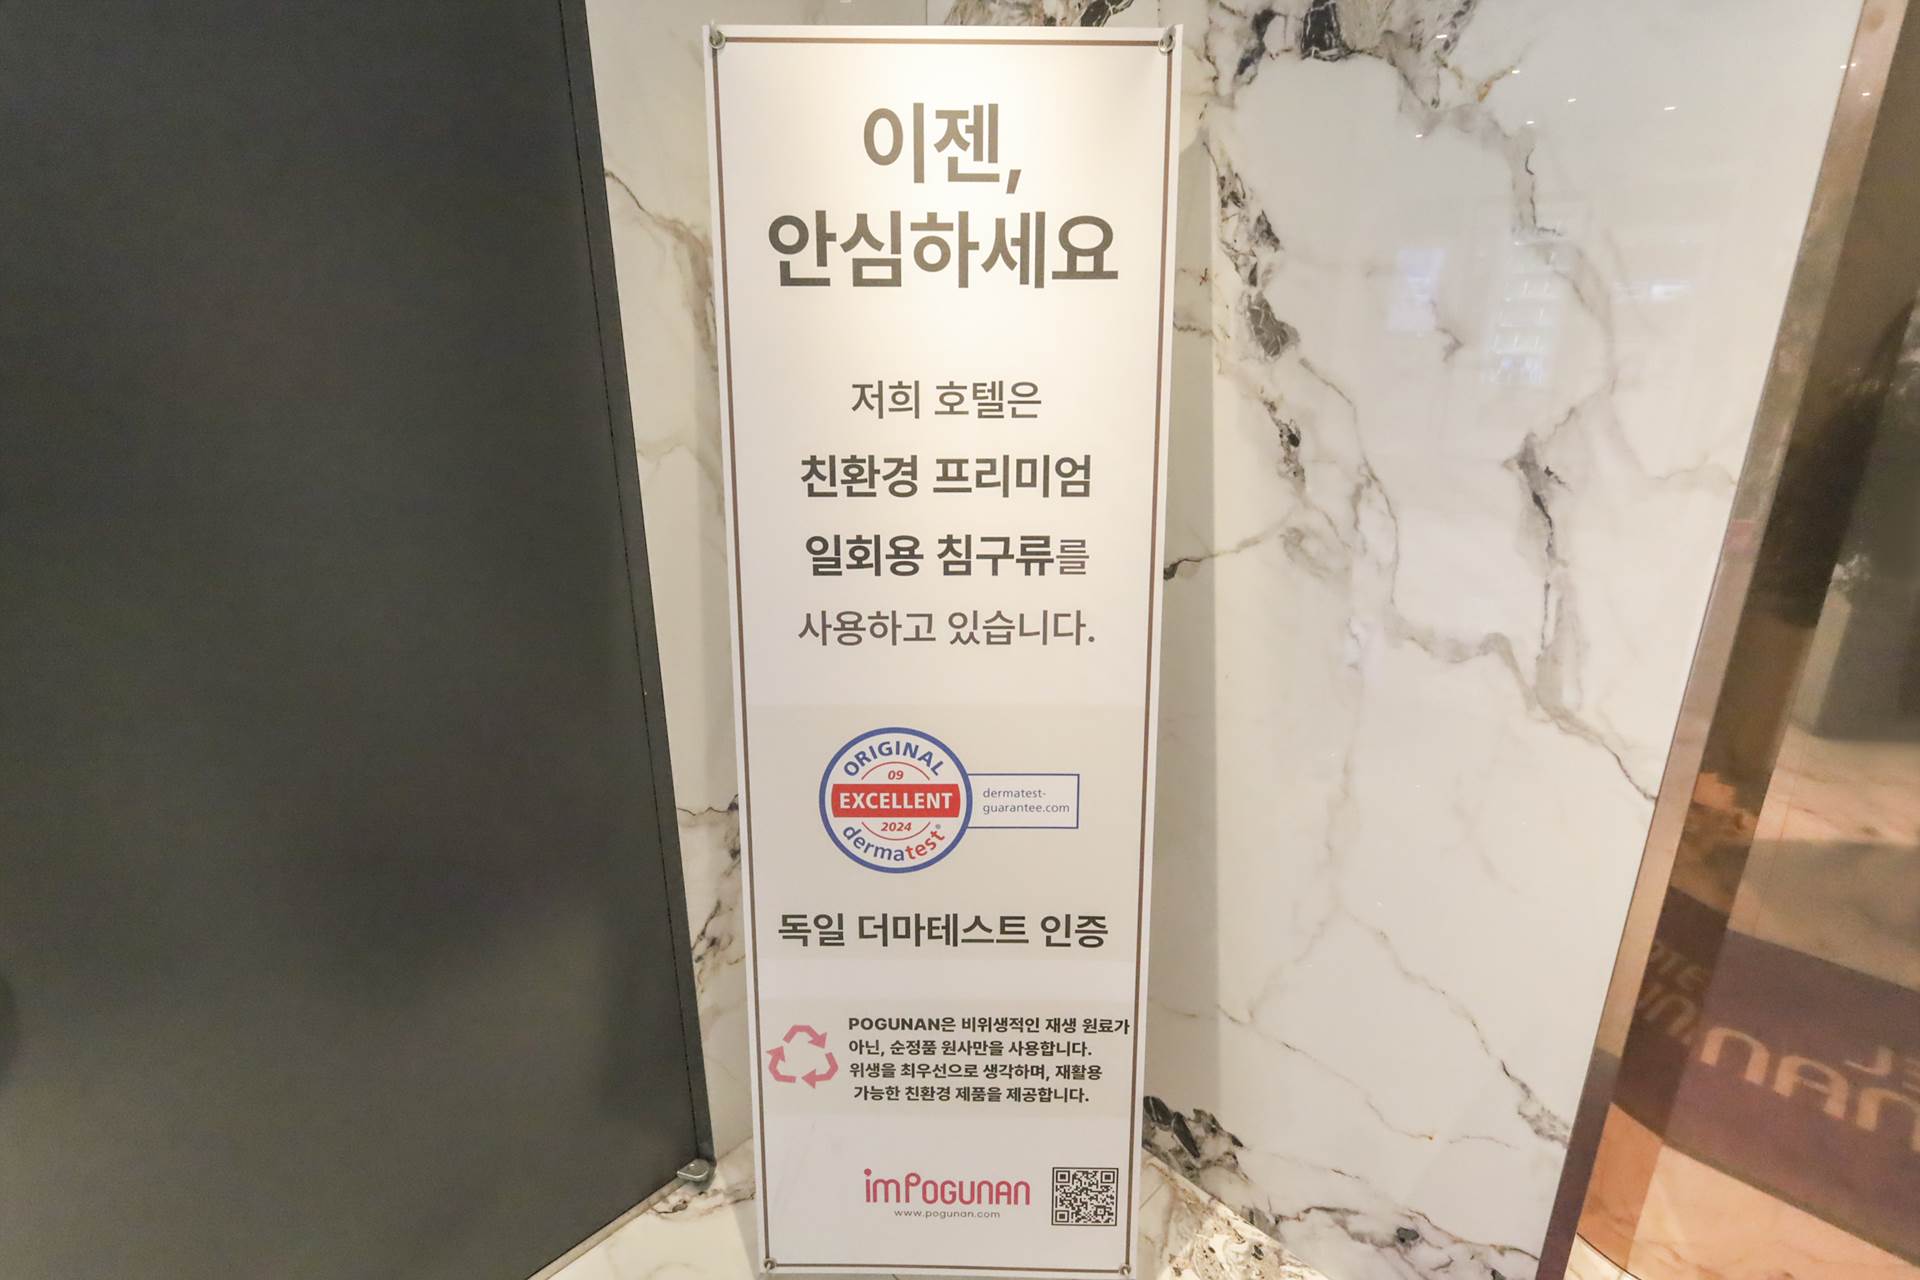 이젠,
안심하세요
저희 호텔은
친환경 프리미엄
일회용 침구류를
사용하고 있습니다.
ORIGINAL
09
EXCELLENT
2024
dermatest®
dermatest-
guarantee.com
독일 더마테스트 인증
POGUNAN은 비위생적인 재생 원료가
아닌, 순정품 원사만을 사용합니다.
위생을 최우선으로 생각하며, 재활용
가능한 친환경 제품을 제공합니다.
imPOGUNAN
www.pogunan.com